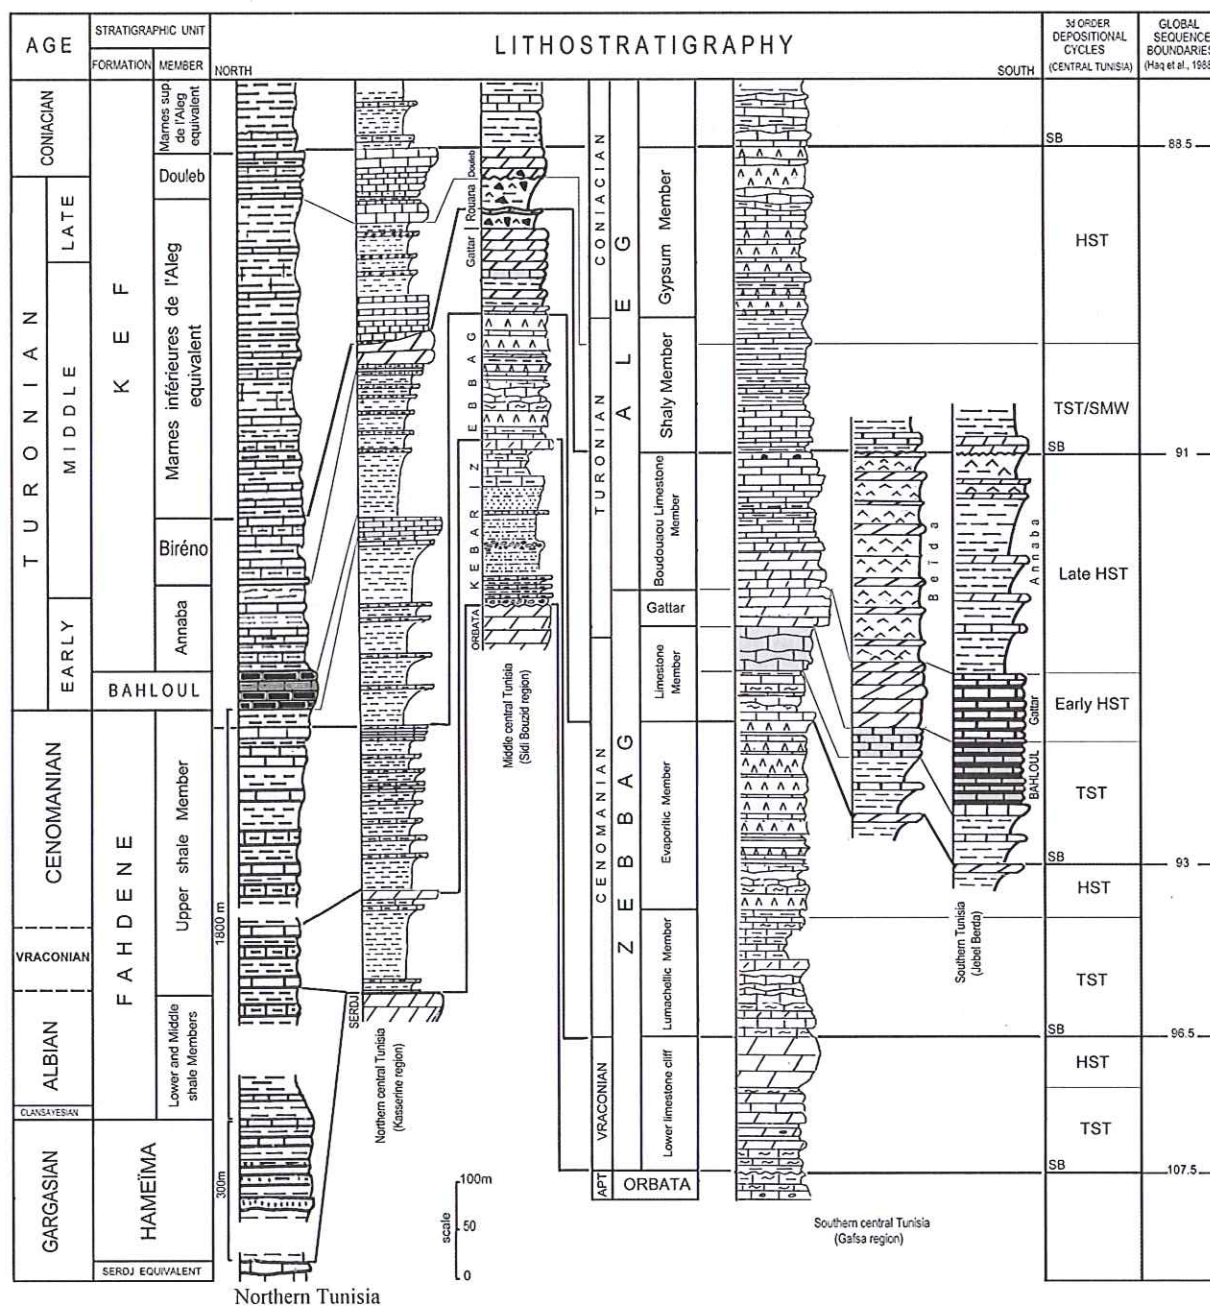 AGE
STRATIGRAPHIC UNIT
FORMATION
MEMBER
LITHOSTRATIGRAPHY
NORTH
SOUTH
3d ORDER
DEPOSITIONAL
CYCLES
(CENTRAL TUNISIA)
GLOBAL
SEQUENCE
BOUNDARIES
(Haq et al., 1988
CONIACIAN
TURONIAN
LATE
MIDDLE
EARLY
CENOMANIAN
VRACONIAN
ALBIAN
CLANSAYESIAN
GARGASIAN
KEF
BAHLOUL
FAHDENE
HAMEÏMA
SERDJ EQUIVALENT
Marnes sup.
de l'Aleg
equivalent
Douleb
Marnes inférieures de l'Aleg
equivalent
Biréno
Annaba
Upper shale Member
Lower and Middle
shale Members
1800 m
300m
Northern Tunisia
SERDJ
Northern central Tunisia
(Kasserine region)
Douleb
Rouana
Gattar
ZEBBAG
KEBAR
ORBATA
Middle central Tunisia
(Sidi Bouzid region)
scale
100m
50
0
CONIACIAN
TURONIAN
CENOMANIAN
VRACONIAN
APT
ALEG
ZEBBAG
ORBATA
Gypsum Member
Shaly Member
Boudouaou Limestone
Member
Gattar
Limestone
Member
Evaporitic Member
Lumachellic Member
Lower limestone cliff
Southern central Tunisia
(Gafsa region)
Beïda
Annaba
Gattar
BAHLOUL
Southern Tunisia
(Jebel Berda)
SB
HST
TST/SMW
SB
Late HST
Early HST
TST
SB
HST
TST
SB
HST
TST
SB
88.5
91
93
96.5
107.5